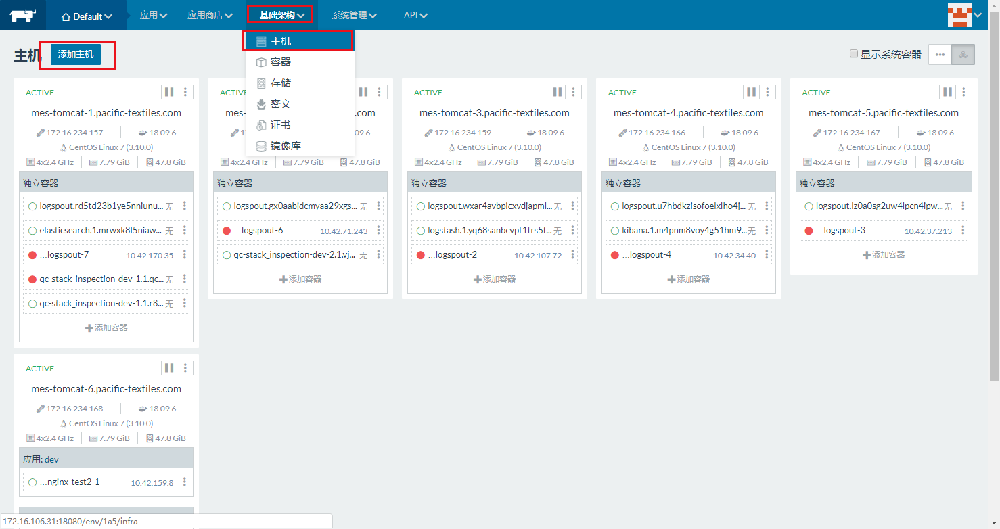 Default 应用 应用商店 基础架构 系统管理 API
主机
容器
存储
密文
证书
镜像库
主机 添加主机 显示系统容器
ACTIVE
mes-tomcat-1.pacific-textiles.com
172.16.234.157 18.09.6
CentOS Linux 7 (3.10.0)
4x2.4 GHz 7.79 GiB 47.8 GiB
独立容器
logspout.rd5td23b1ye5nniunu... 无
elasticsearch.1.mrwxk8l5niaw... 无
...logspout-7 10.42.170.35
qc-stack_inspection-dev-1.1.qc... 无
qc-stack_inspection-dev-1.1.r8... 无
添加容器
ACTIVE
mes- .com
18.09.6
4x2.4 GHz 7.79 GiB 47.8 GiB
独立容器
logspout.gx0aabjdcmyaa29xgs... 无
...logspout-6 10.42.71.243
qc-stack_inspection-dev-2.1.vj... 无
添加容器
ACTIVE
mes-tomcat-3.pacific-textiles.com
172.16.234.159 18.09.6
CentOS Linux 7 (3.10.0)
4x2.4 GHz 7.79 GiB 47.8 GiB
独立容器
logspout.wxar4avbpicxvdjapml... 无
logstash.1.yq68sanbcvpt1trs5f... 无
...logspout-2 10.42.107.72
添加容器
ACTIVE
mes-tomcat-4.pacific-textiles.com
172.16.234.166 18.09.6
CentOS Linux 7 (3.10.0)
4x2.4 GHz 7.79 GiB 47.8 GiB
独立容器
logspout.u7hbdkzisofoelxlho4j... 无
kibana.1.m4pnm8voy4g51hm9... 无
...logspout-4 10.42.34.40
添加容器
ACTIVE
mes-tomcat-5.pacific-textiles.com
172.16.234.167 18.09.6
CentOS Linux 7 (3.10.0)
4x2.4 GHz 7.79 GiB 47.8 GiB
独立容器
logspout.lz0a0sg2uw4lpcn4ipw... 无
...logspout-3 10.42.37.213
添加容器
ACTIVE
mes-tomcat-6.pacific-textiles.com
172.16.234.168 18.09.6
CentOS Linux 7 (3.10.0)
4x2.4 GHz 7.79 GiB 47.8 GiB
应用: dev
...nginx-test2-1 10.42.159.8
172.16.106.31:18080/env/1a5/infra